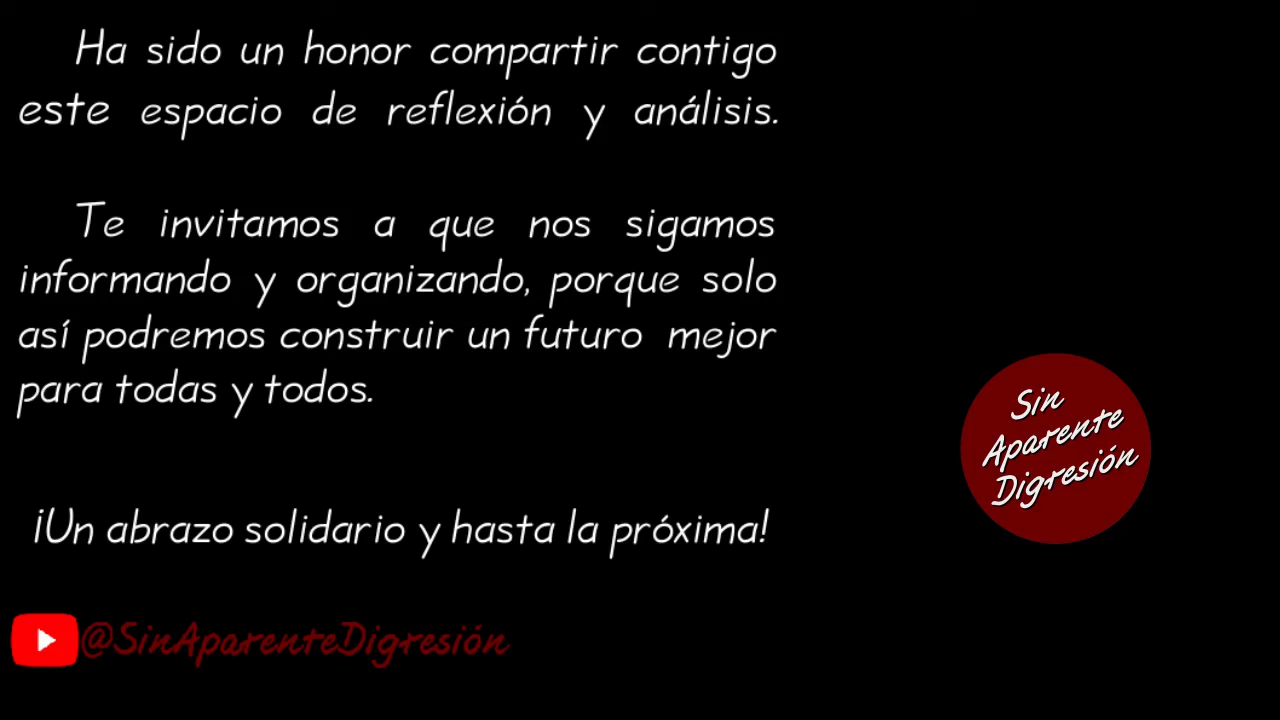 Ha sido un honor compartir contigo
este espacio de reflexión y análisis.
Te invitamos a que nos sigamos
informando y organizando, porque solo
así podremos construir un futuro mejor
para todas y todos.
¡Un abrazo solidario y hasta la próxima!
@SinAparenteDigresión
Sin
Aparente
Digresión